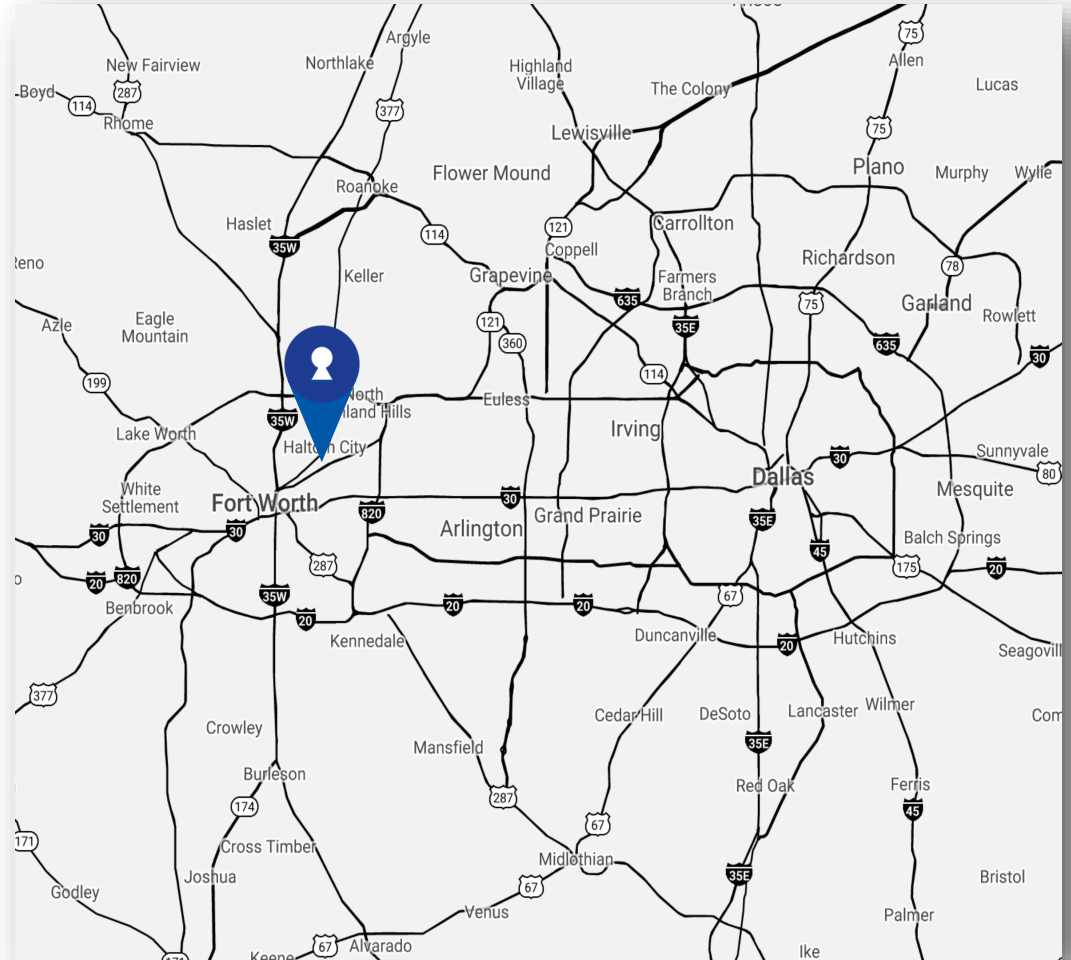 Argyle
75
New Fairview
Northlake
Highland
Village
Allen
287
The Colony
Lucas
Boyd
114
377
Rhome
75
Lewisville
Plano
Flower Mound
Murphy
Wylie
Roanoke
Haslet
121
Carrollton
114
35W
Coppell
Richardson
78
Keller
Grapevine
Farmers
Branch
635
75
Garland
Rowlett
Azle
Eagle
Mountain
121
35E
360
635
30
199
114
North
Euless
35W
Lake Worth
Irving
Haltom City
30
Sunnyvale
80
Dallas
White
Settlement
Fort Worth
30
Mesquite
820
Grand Prairie
35E
Arlington
30
30
45
Balch Springs
287
175
20
20
820
35W
67
Benbrook
20
20
20
Kennedale
Duncanville
Hutchins
20
377
Crowley
Cedar Hill
DeSoto
Lancaster
Wilmer
Mansfield
35E
Burleson
Red Oak
Ferris
287
174
45
67
171
Cross Timber
Midlothian
35E
Joshua
67
Bristol
Godley
Venus
Palmer
67
Alvarado
Ike
Keene